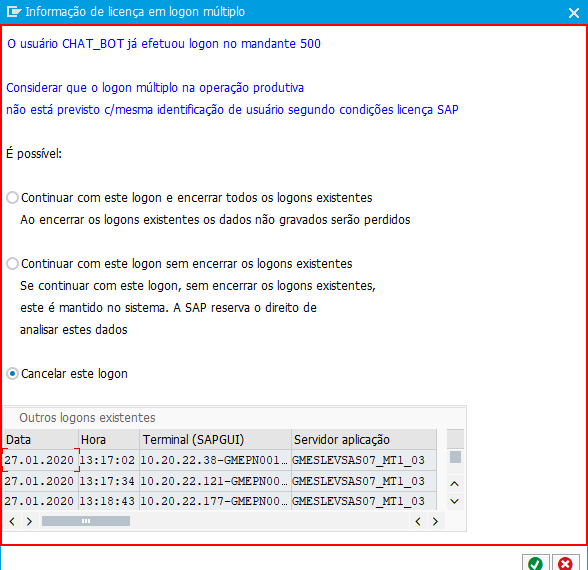 Informação de licença em logon múltiplo
O usuário CHAT_BOT já efetuou logon no mandante 500
Considerar que o logon múltiplo na operação produtiva
não está previsto c/mesma identificação de usuário segundo condições licença SAP
É possível:
Continuar com este logon e encerrar todos os logons existentes
Ao encerrar os logons existentes os dados não gravados serão perdidos
Continuar com este logon sem encerrar os logons existentes
Se continuar com este logon, sem encerrar os logons existentes,
este é mantido no sistema. A SAP reserva o direito de
analisar estes dados
Cancelar este logon
Outros logons existentes
Data Hora Terminal (SAPGUI) Servidor aplicação
27.01.2020 13:17:02 10.20.22.38-GMEPN001... GMESLEVSAS07_MT1_03
27.01.2020 13:17:34 10.20.22.121-GMEPN00... GMESLEVSAS07_MT1_03
27.01.2020 13:18:43 10.20.22.177-GMEPN00... GMESLEVSAS07_MT1_03